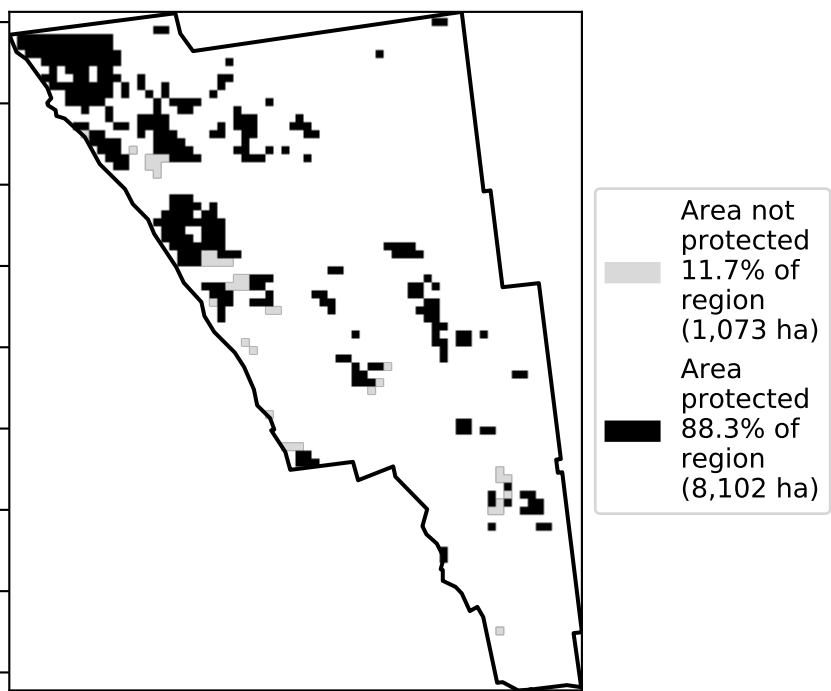 Area not
protected
11.7% of
region
(1,073 ha)
Area
protected
88.3% of
region
(8,102 ha)